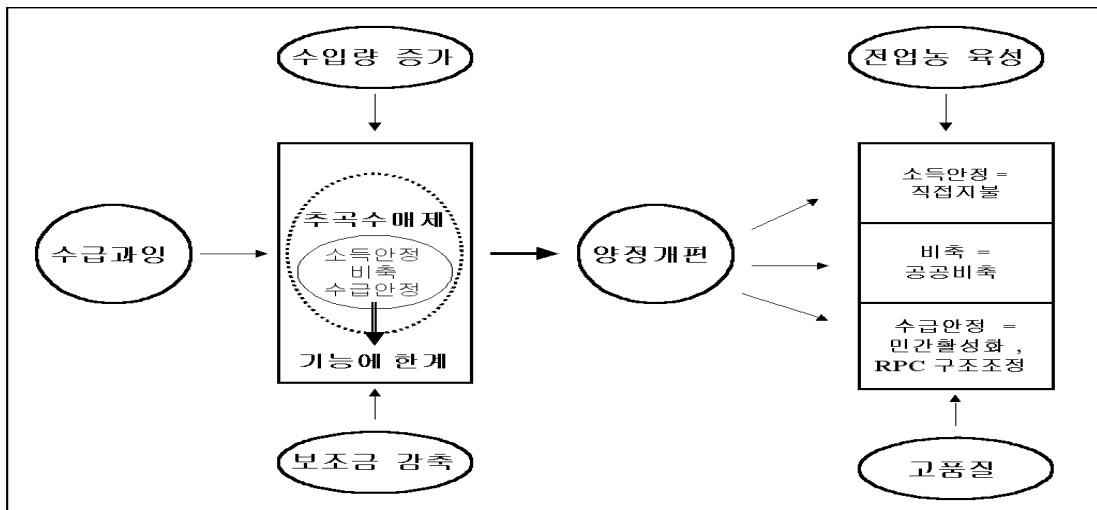 수입량 증가
전업농 육성
수급과잉
추곡수매제
소득안정
비축
수급안정
기능에 한계
양정개편
소득안정 =
직접지불
비축 =
공공비축
수급안정 =
민간활성화 ,
RPC 구조조정
보조금 감축
고품질